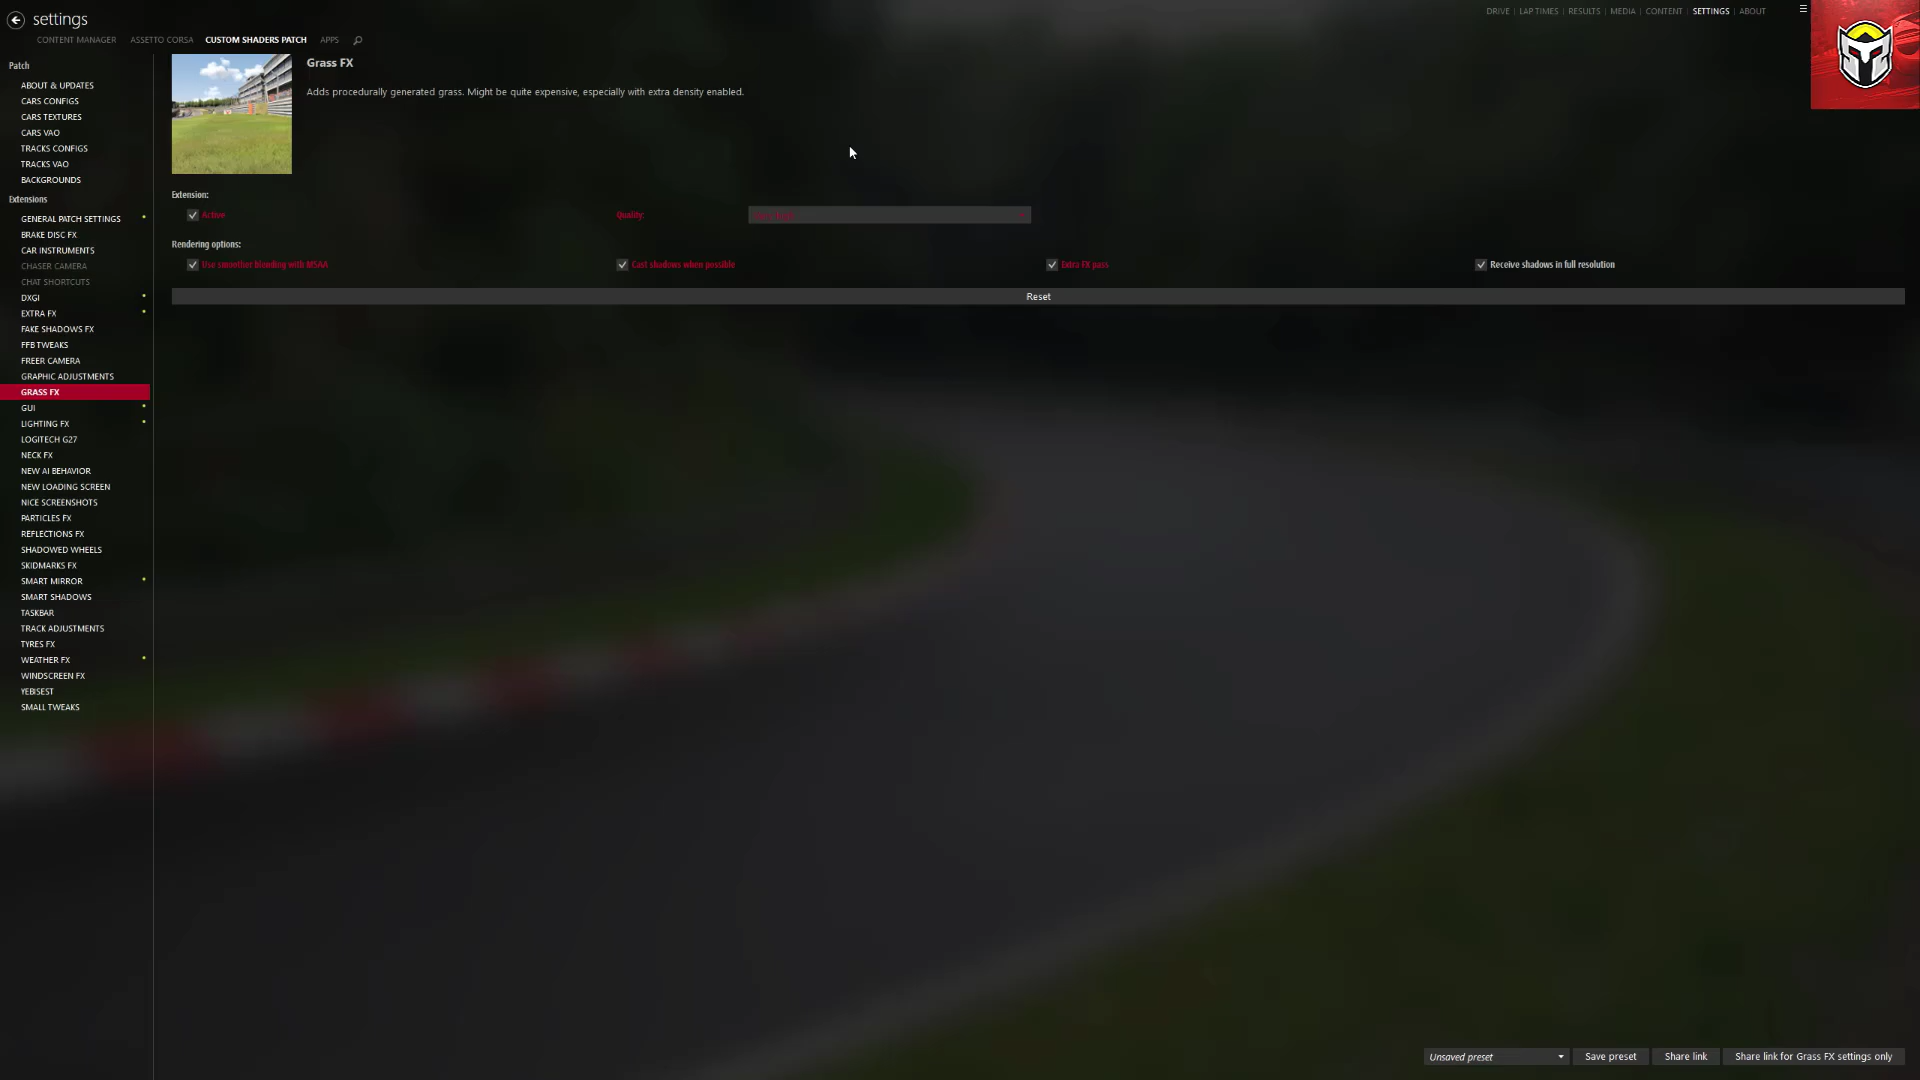 settings
DRIVE | LAP TIMES | RESULTS | MEDIA | CONTENT | SETTINGS | ABOUT
CONTENT MANAGER ASSETTO CORSA CUSTOM SHADERS PATCH APPS
Patch
ABOUT & UPDATES
CARS CONFIGS
CARS TEXTURES
CARS VAO
TRACKS CONFIGS
TRACKS VAO
BACKGROUNDS
Extensions
GENERAL PATCH SETTINGS
BRAKE DISC FX
CAR INSTRUMENTS
CHASER CAMERA
CHAT SHORTCUTS
DXGI
EXTRA FX
FAKE SHADOWS FX
FFB TWEAKS
FREER CAMERA
GRAPHIC ADJUSTMENTS
GRASS FX
GUI
LIGHTING FX
LOGITECH G27
NECK FX
NEW AI BEHAVIOR
NEW LOADING SCREEN
NICE SCREENSHOTS
PARTICLES FX
REFLECTIONS FX
SHADOWED WHEELS
SKIDMARKS FX
SMART MIRROR
SMART SHADOWS
TASKBAR
TRACK ADJUSTMENTS
TYRES FX
WEATHER FX
WINDSCREEN FX
YEBISEST
SMALL TWEAKS
Grass FX
Adds procedurally generated grass. Might be quite expensive, especially with extra density enabled.
Extension:
Active Quality:
Rendering options:
Use smoother blending with MSAA Cast shadows when possible Extra FX pass Receive shadows in full resolution
Reset
Unsaved preset Save preset Share link Share link for Grass FX settings only